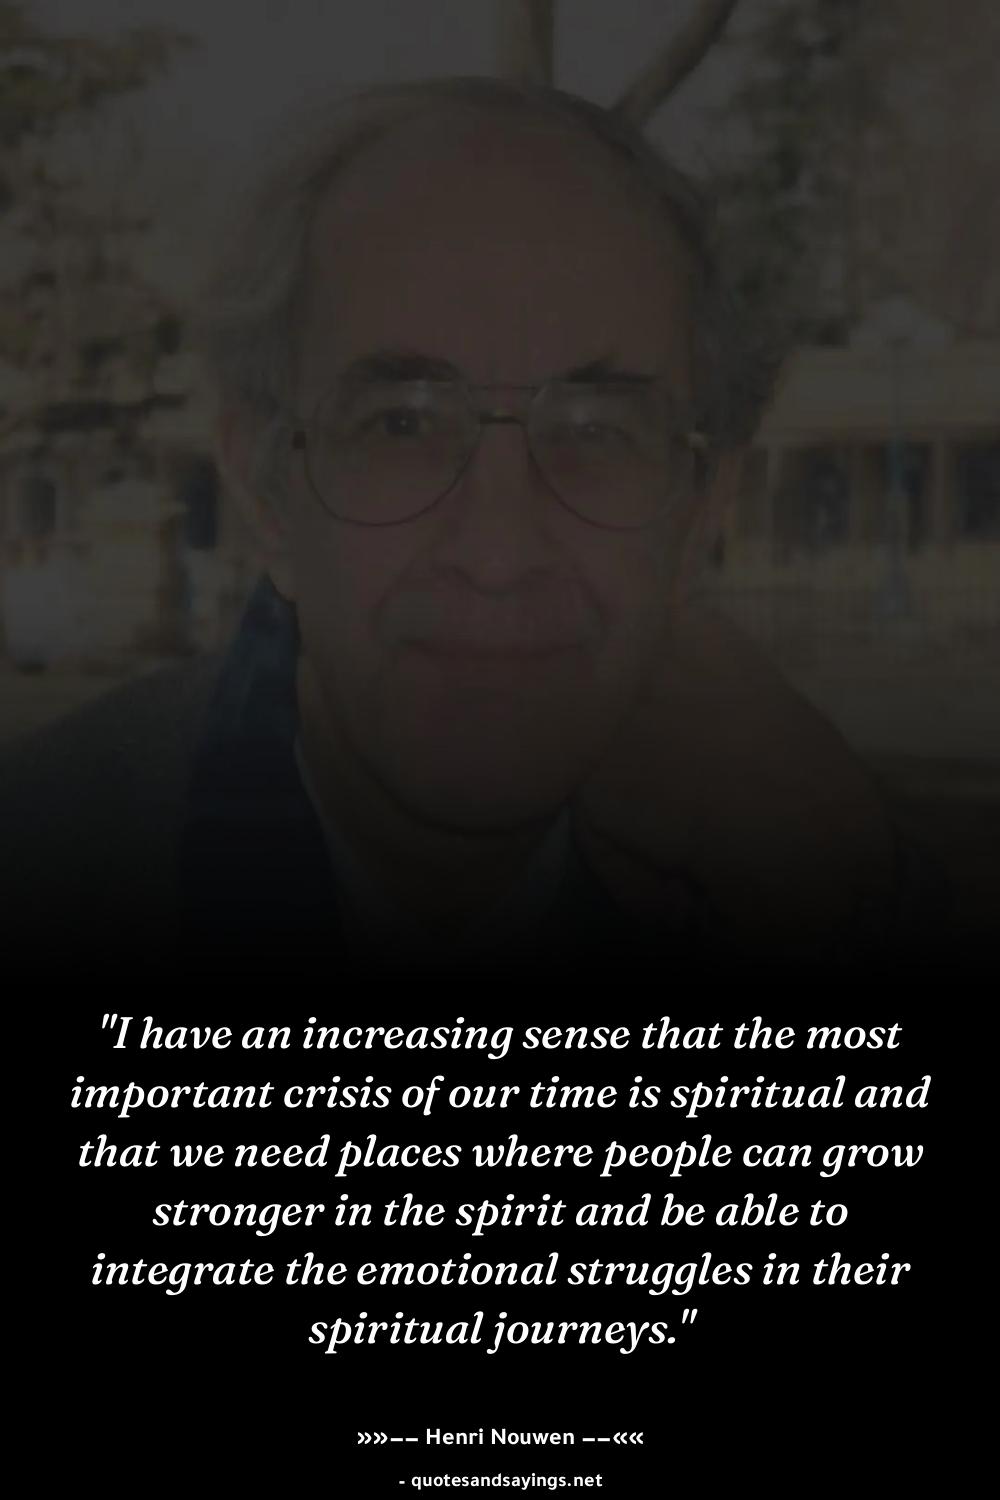 "I have an increasing sense that the most
important crisis of our time is spiritual and
that we need places where people can grow
stronger in the spirit and be able to
integrate the emotional struggles in their
spiritual journeys."
»»–– Henri Nouwen ––««
- quotesandsayings.net